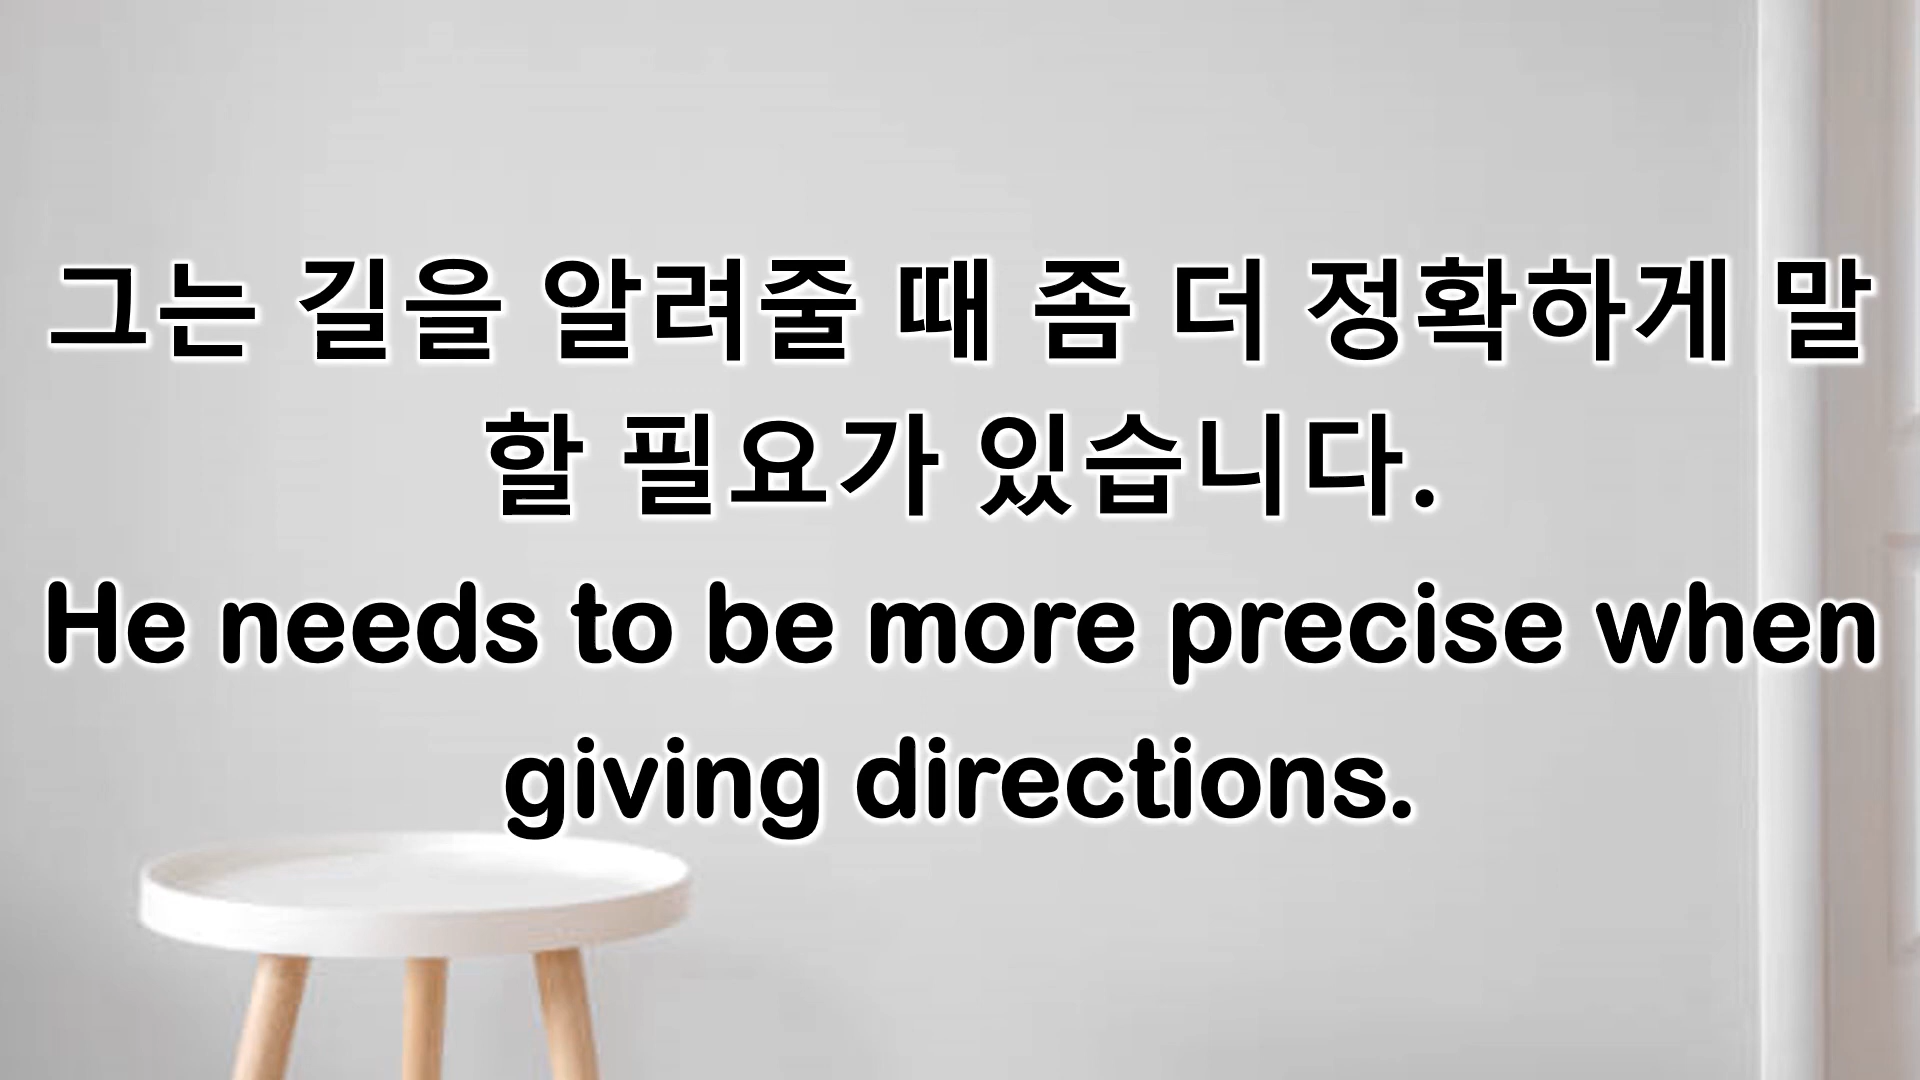 그는 길을 알려줄 때 좀 더 정확하게 말
할 필요가 있습니다.
He needs to be more precise when
giving directions.